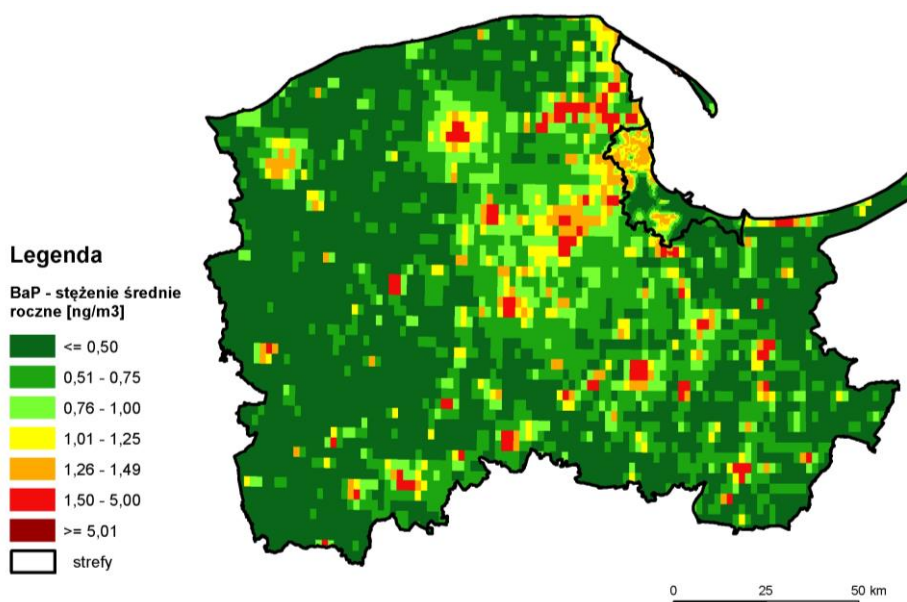 Legenda
BaP - stężenie średnie
roczne [ng/m3]
<= 0,50
0,51 - 0,75
0,76 - 1,00
1,01 - 1,25
1,26 - 1,49
1,50 - 5,00
>= 5,01
strefy
0 25 50 km